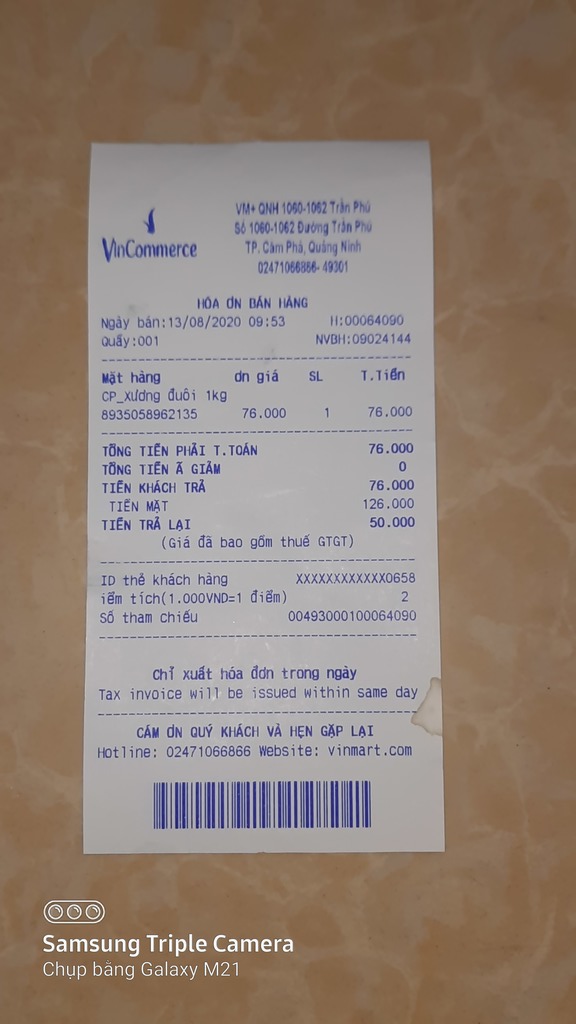 VinCommerce
VM+ QNH 1060-1062 Trần Phú
Số 1060-1062 Đường Trần Phú
TP. Cẩm Phả, Quảng Ninh
02471066866- 49301
HÓA ƠN BÁN HÀNG
Ngày bán:13/08/2020 09:53 H:00064090
Quầy:001 NVBH:09024144
Mặt hàng ơn giá SL T.Tiền
CP_Xương đuôi 1kg
8935058962135 76.000 1 76.000
TỔNG TIỀN PHẢI T.TOÁN 76.000
TỔNG TIỀN Ã GIẢM 0
TIỀN KHÁCH TRẢ 76.000
TIỀN MẶT 126.000
TIỀN TRẢ LẠI 50.000
(Giá đã bao gồm thuế GTGT)
ID thẻ khách hàng XXXXXXXXXXXX0658
iểm tích(1.000VND=1 điểm) 2
Số tham chiếu 00493000100064090
Chỉ xuất hóa đơn trong ngày
Tax invoice will be issued within same day
CẢM ƠN QUÝ KHÁCH VÀ HẸN GẶP LẠI
Hotline: 02471066866 Website: vinmart.com
Samsung Triple Camera
Chụp bằng Galaxy M21